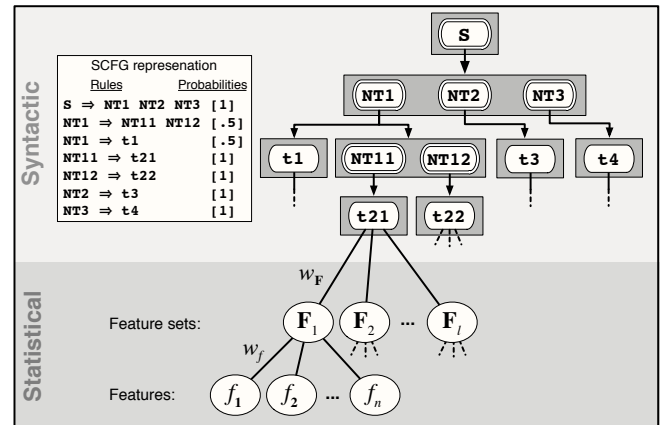 Syntactic
SCFG represenation
Rules Probabilities
S ⇒ NT1 NT2 NT3 [1]
NT1 ⇒ NT11 NT12 [.5]
NT1 ⇒ t1 [.5]
NT11 ⇒ t21 [1]
NT12 ⇒ t22 [1]
NT2 ⇒ t3 [1]
NT3 ⇒ t4 [1]
S
NT1 NT2 NT3
t1 NT11 NT12 t3 t4
t21 t22
Statistical
w_F
Feature sets: F_1 F_2 ... F_l
w_f
Features: f_1 f_2 ... f_n